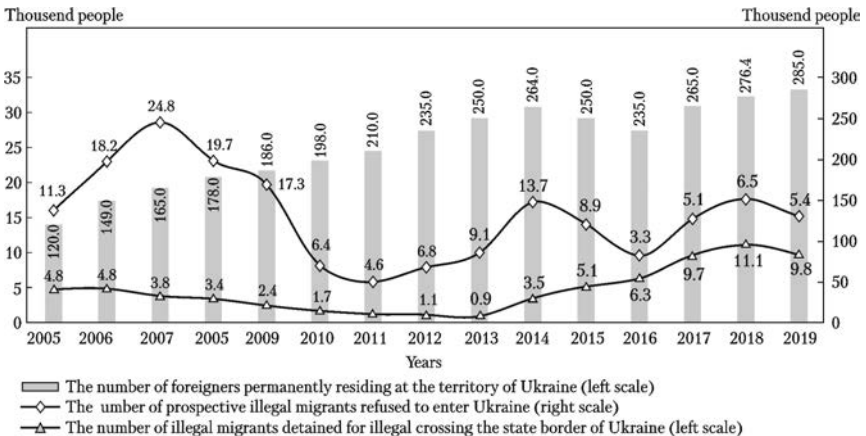 Thousend people Thousend people
35 300
30 250
25 200
20 150
15 100
10 50
5 0
0
11.3 18.2 24.8 19.7 17.3 6.4 4.6 6.8 9.1 13.7 8.9 3.3 5.1 6.5 5.4
120.0 149.0 165.0 178.0 186.0 198.0 210.0 235.0 250.0 264.0 250.0 235.0 265.0 276.4 285.0
4.8 4.8 3.8 3.4 2.4 1.7 1.1 0.9 3.5 5.1 6.3 9.7 11.1 9.8
2005 2006 2007 2005 2009 2010 2011 2012 2013 2014 2015 2016 2017 2018 2019
Years
The number of foreigners permanently residing at the territory of Ukraine (left scale)
The umber of prospective illegal migrants refused to enter Ukraine (right scale)
The number of illegal migrants detained for illegal crossing the state border of Ukraine (left scale)